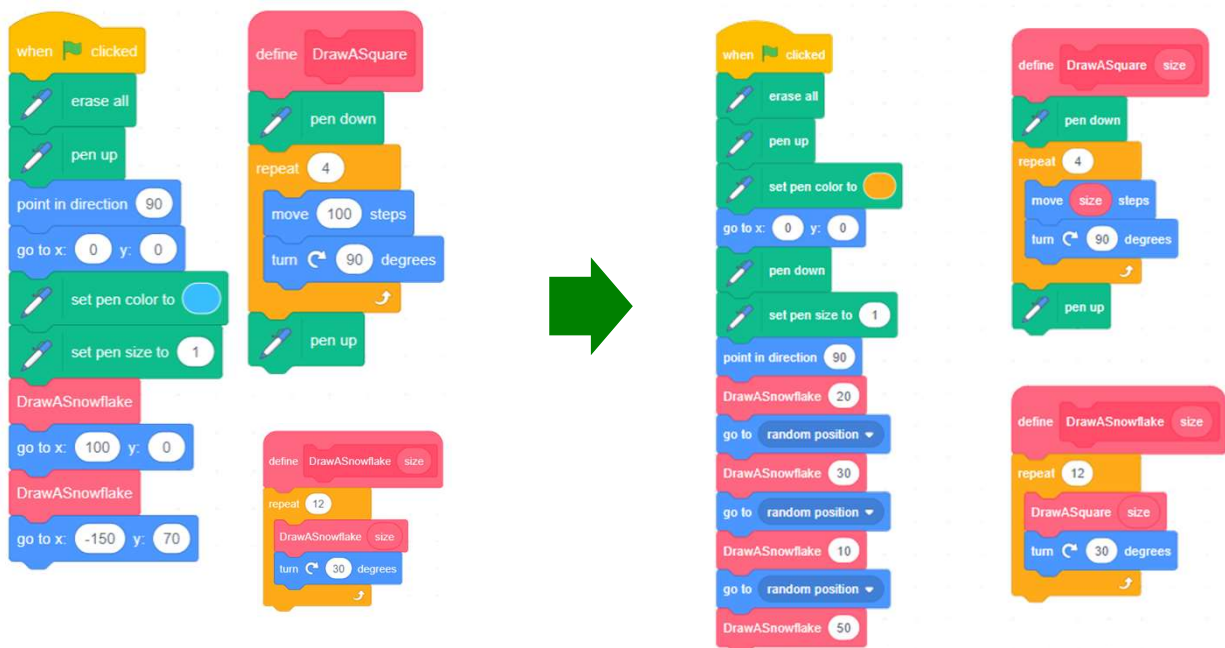 when clicked
erase all
pen up
point in direction 90
go to x: 0 y: 0
set pen color to
set pen size to 1
DrawASnowflake
go to x: 100 y: 0
DrawASnowflake
go to x: -150 y: 70
define DrawASquare
pen down
repeat 4
move 100 steps
turn 90 degrees
pen up
define DrawASnowflake size
repeat 12
DrawASnowflake size
turn 30 degrees
when clicked
erase all
pen up
set pen color to
go to x: 0 y: 0
pen down
set pen size to 1
point in direction 90
DrawASnowflake 20
go to random position
DrawASnowflake 30
go to random position
DrawASnowflake 10
go to random position
DrawASnowflake 50
define DrawASquare size
pen down
repeat 4
move size steps
turn 90 degrees
pen up
define DrawASnowflake size
repeat 12
DrawASquare size
turn 30 degrees